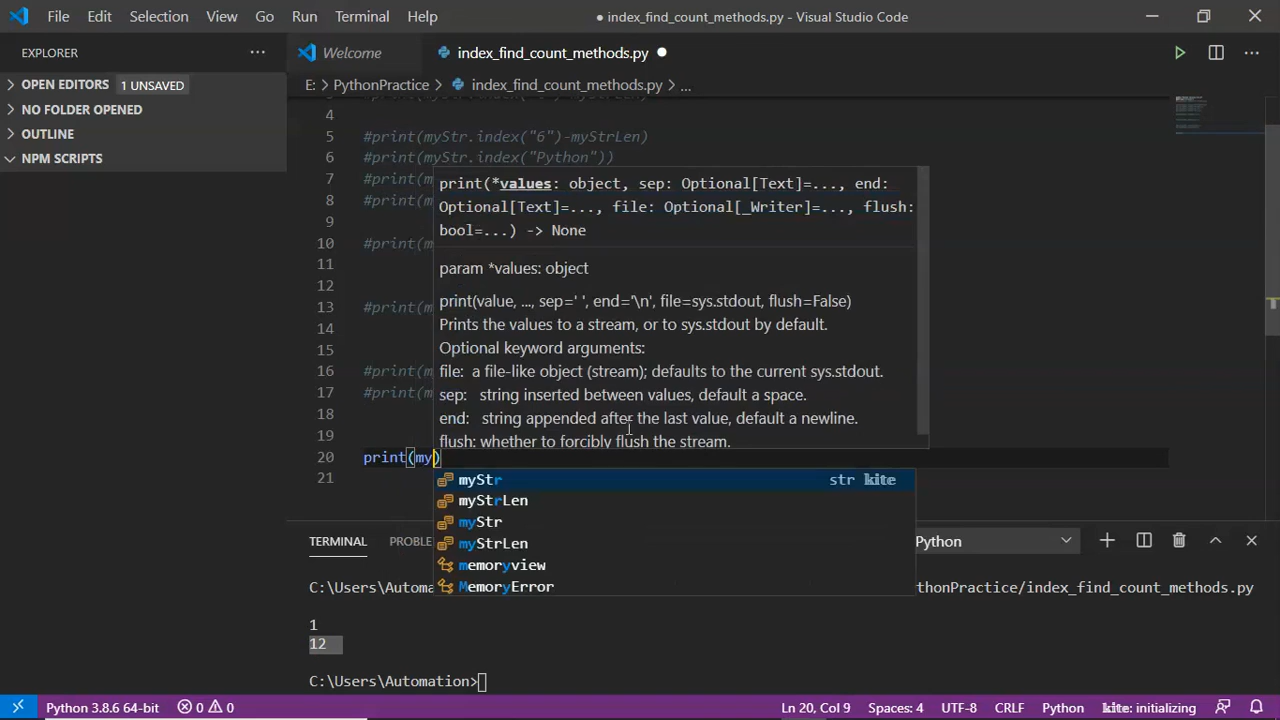 File Edit Selection View Go Run Terminal Help ● index_find_count_methods.py - Visual Studio Code
EXPLORER ... Welcome index_find_count_methods.py ● ...
OPEN EDITORS 1 UNSAVED
E: > PythonPractice > index_find_count_methods.py > ...
NO FOLDER OPENED
OUTLINE
NPM SCRIPTS
4
5 #print(myStr.index("6")-myStrLen)
6 #print(myStr.index("Python"))
7 #print(m
8 #print(m
9
10 #print(m
11
12
13 #print(m
14
15
16 #print(m
17 #print(m
18
19
20 print(my)
21
print(*values: object, sep: Optional[Text]=..., end:
Optional[Text]=..., file: Optional[_Writer]=..., flush:
bool=...) -> None
param *values: object
print(value, ..., sep=' ', end='\n', file=sys.stdout, flush=False)
Prints the values to a stream, or to sys.stdout by default.
Optional keyword arguments:
file: a file-like object (stream); defaults to the current sys.stdout.
sep: string inserted between values, default a space.
end: string appended after the last value, default a newline.
flush: whether to forcibly flush the stream.
myStr str kite
myStrLen
myStr
myStrLen
memoryview
MemoryError
TERMINAL PROBLE Python
C:\Users\Automa thonPractice/index_find_count_methods.py
1
12
C:\Users\Automation>
Python 3.8.6 64-bit 0 0 Ln 20, Col 9 Spaces: 4 UTF-8 CRLF Python kite: initializing